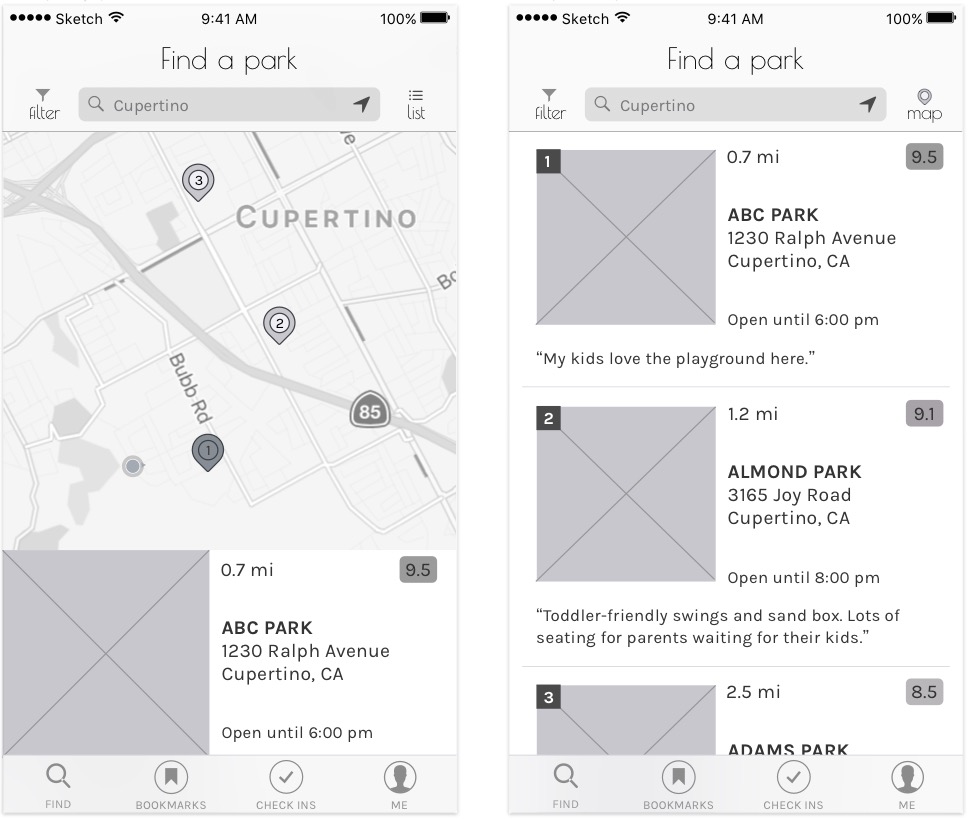 Sketch 9:41 AM 100%
Find a park
filter Cupertino list
3
CUPERTINO
2
Bubb Rd
85
1
0.7 mi 9.5
ABC PARK
1230 Ralph Avenue
Cupertino, CA
Open until 6:00 pm
FIND BOOKMARKS CHECK INS ME
Sketch 9:41 AM 100%
Find a park
filter Cupertino map
1 0.7 mi 9.5
ABC PARK
1230 Ralph Avenue
Cupertino, CA
Open until 6:00 pm
“My kids love the playground here.”
2 1.2 mi 9.1
ALMOND PARK
3165 Joy Road
Cupertino, CA
Open until 8:00 pm
“Toddler-friendly swings and sand box. Lots of
seating for parents waiting for their kids.”
3 2.5 mi 8.5
ADAMS PARK
FIND BOOKMARKS CHECK INS ME